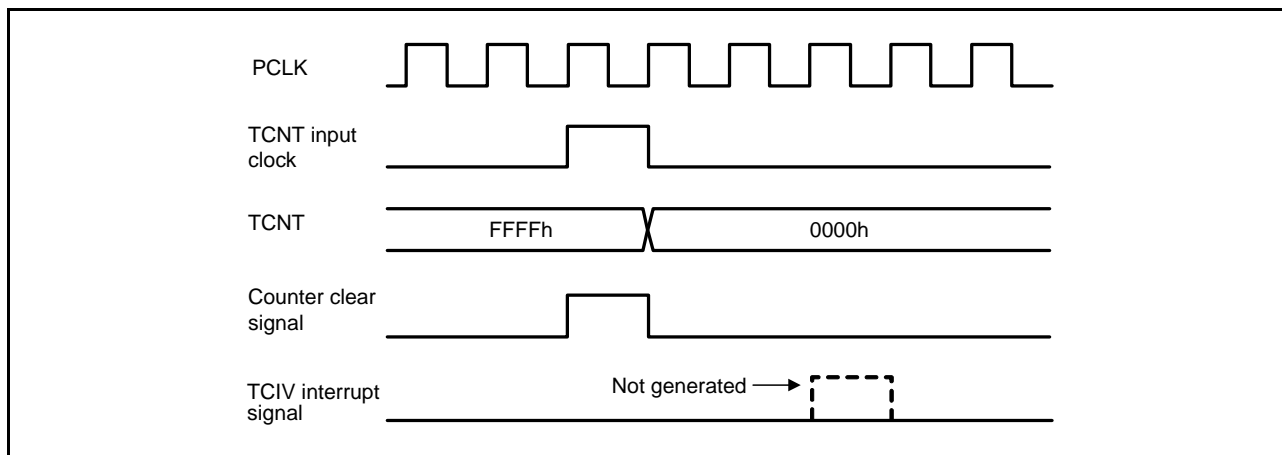 PCLK
TCNT input
clock
TCNT
FFFFh
0000h
Counter clear
signal
Not generated
TCIV interrupt
signal